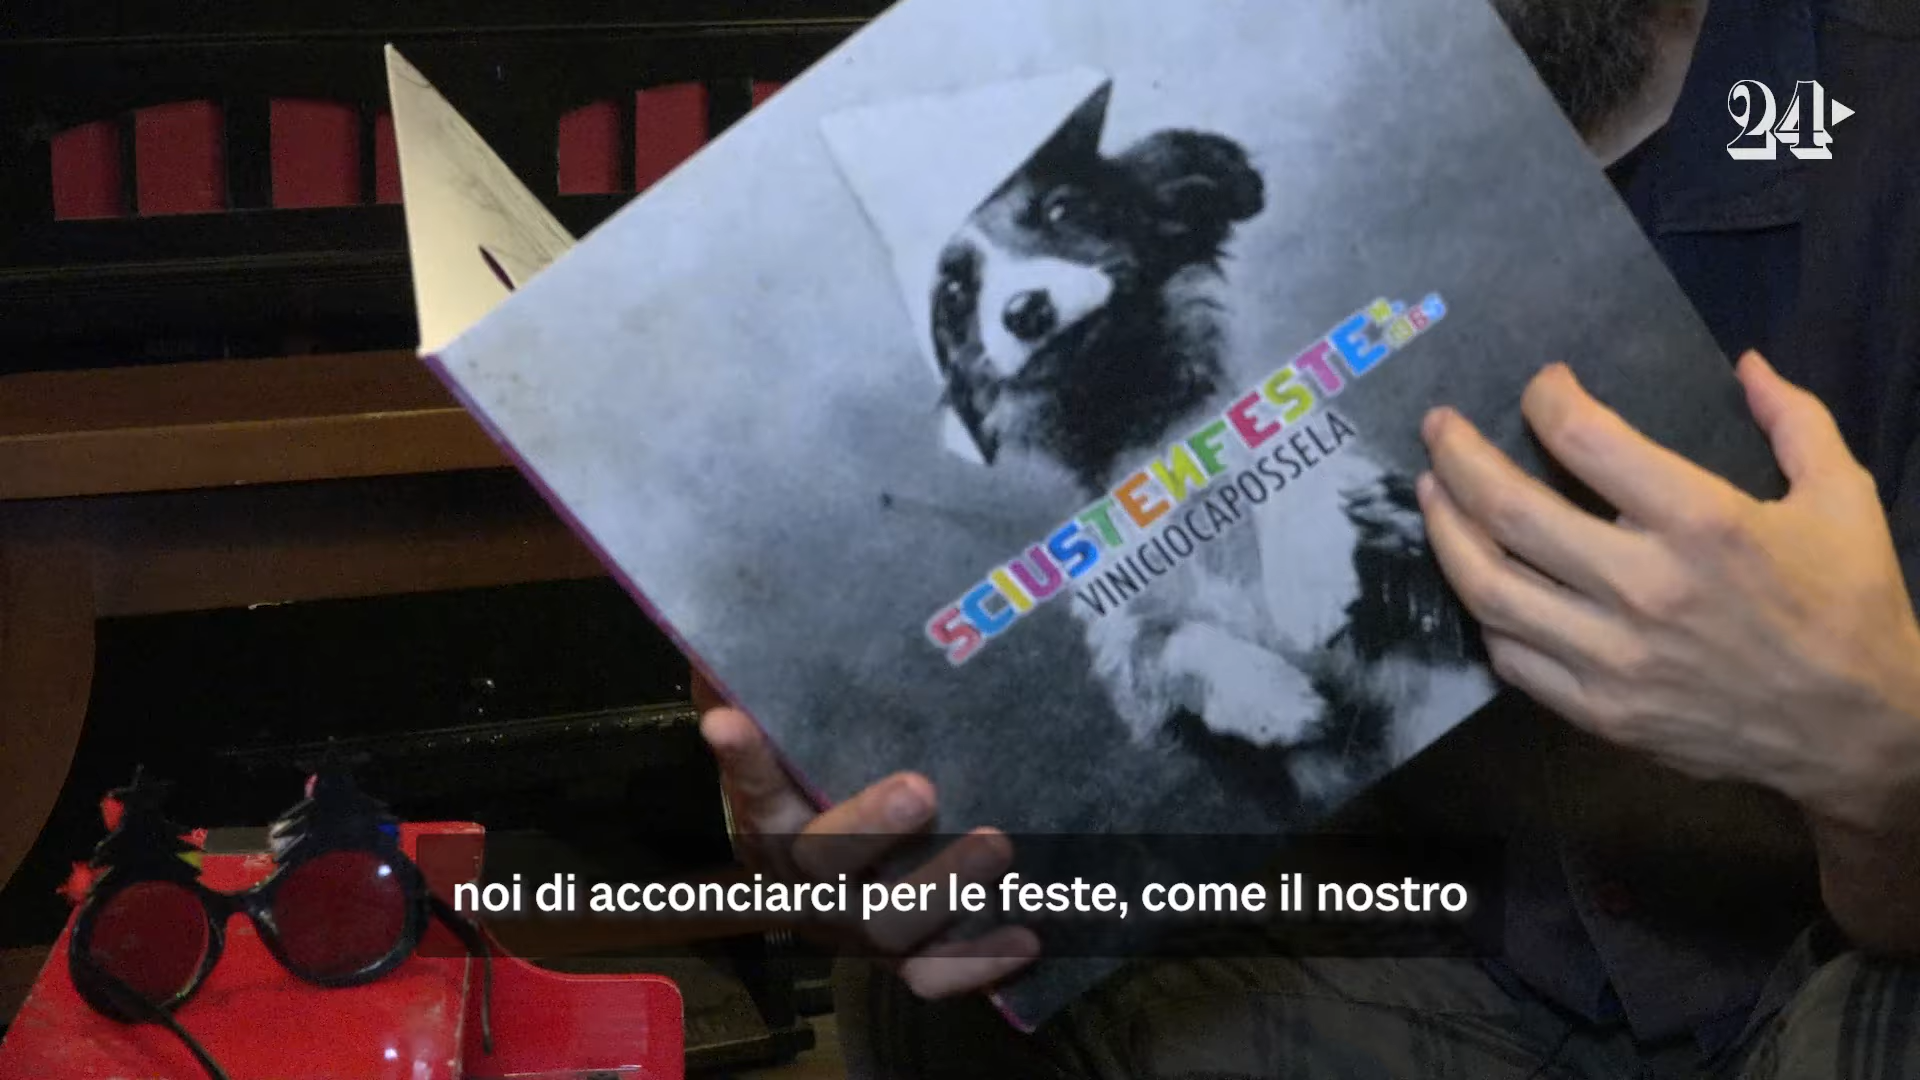 24
SCIUSTENFESTE
VINICIOCAPOSSELA
noi di acconciarci per le feste, come il nostro